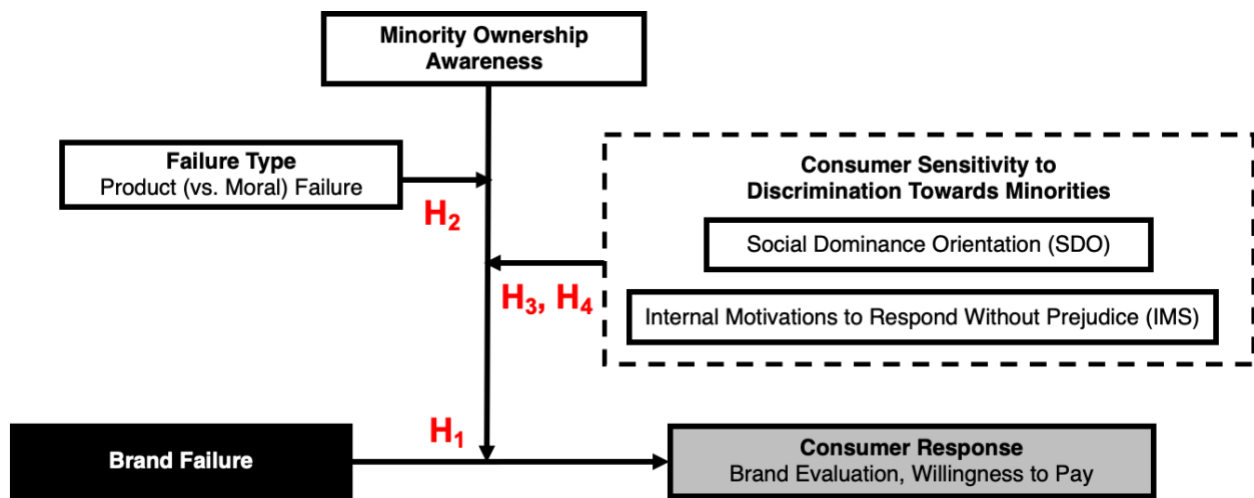 Minority Ownership
Awareness
Failure Type
Product (vs. Moral) Failure
H2
Consumer Sensitivity to
Discrimination Towards Minorities
Social Dominance Orientation (SDO)
Internal Motivations to Respond Without Prejudice (IMS)
H3, H4
H1
Brand Failure
Consumer Response
Brand Evaluation, Willingness to Pay